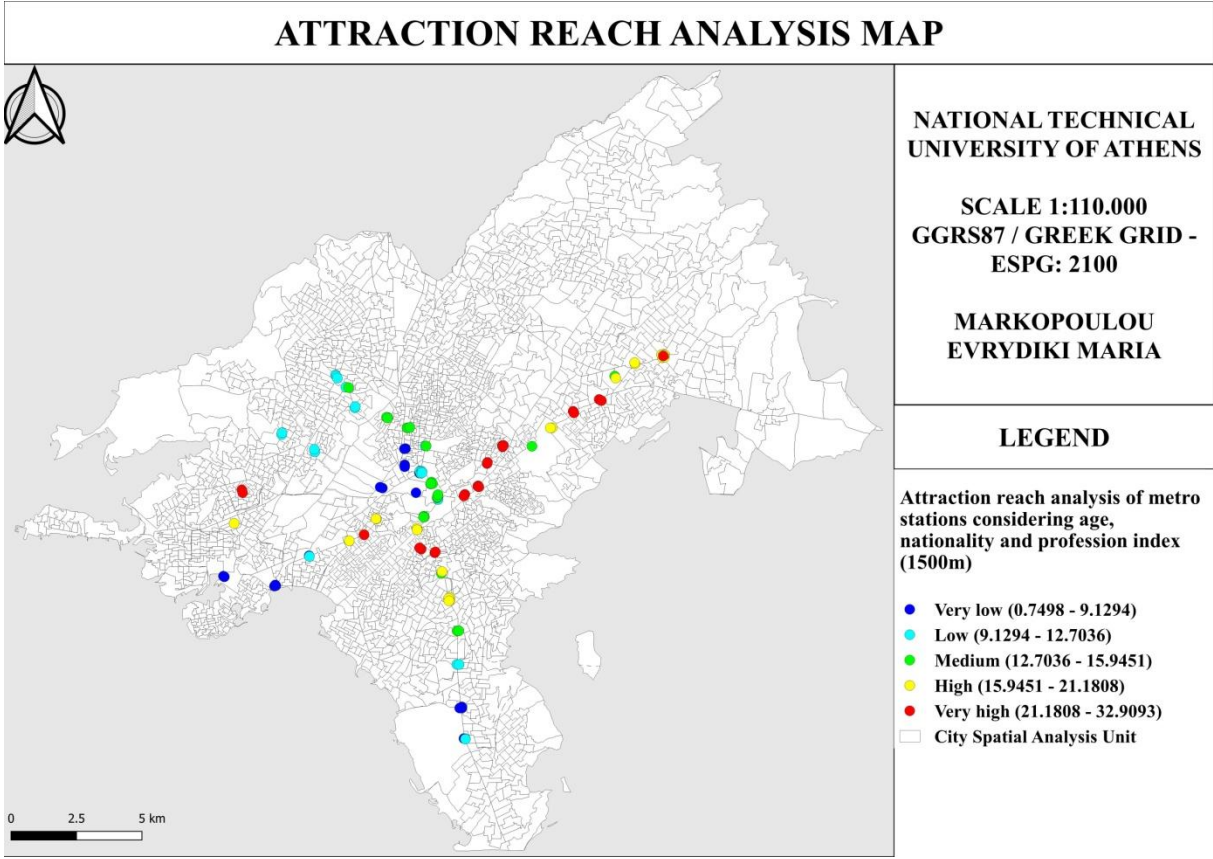 ATTRACTION REACH ANALYSIS MAP
NATIONAL TECHNICAL
UNIVERSITY OF ATHENS
SCALE 1:110.000
GGRS87 / GREEK GRID -
ESPG: 2100
MARKOPOULOU
EVRYDIKI MARIA
LEGEND
Attraction reach analysis of metro
stations considering age,
nationality and profession index
(1500m)
Very low (0.7498 - 9.1294)
Low (9.1294 - 12.7036)
Medium (12.7036 - 15.9451)
High (15.9451 - 21.1808)
Very high (21.1808 - 32.9093)
City Spatial Analysis Unit
0 2.5 5 km